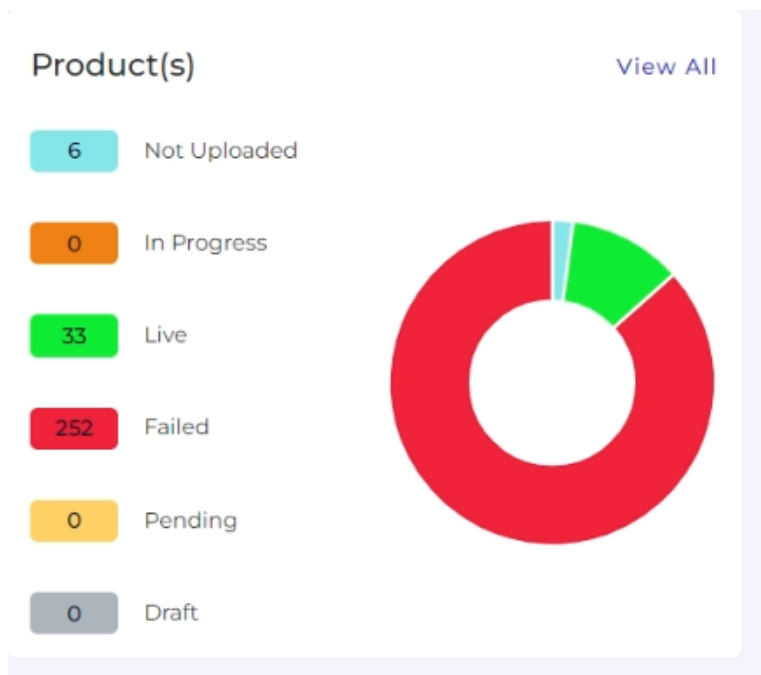 Product(s)
View All
6 Not Uploaded
0 In Progress
33 Live
252 Failed
0 Pending
0 Draft